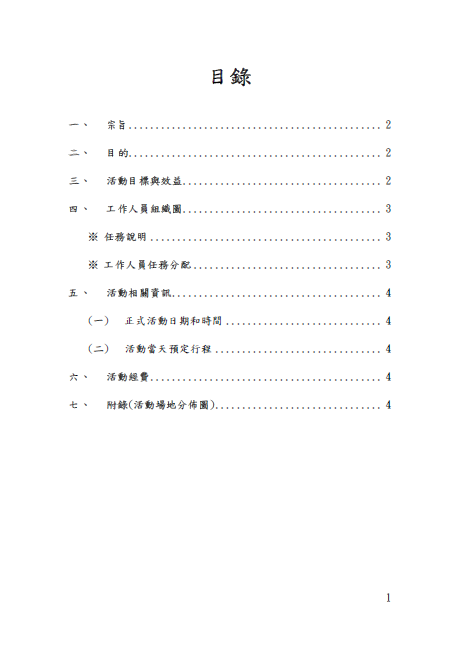 目錄
一、 宗旨................................................ 2
二、 目的................................................ 2
三、 活動目標與效益...................................... 2
四、 工作人員組織圖...................................... 3
※ 任務說明............................................ 3
※ 工作人員任務分配.................................... 3
五、 活動相關資訊........................................ 4
(一) 正式活動日期和時間.............................. 4
(二) 活動當天預定行程................................ 4
六、 活動經費............................................ 4
七、 附錄(活動場地分佈圖)................................ 4
1